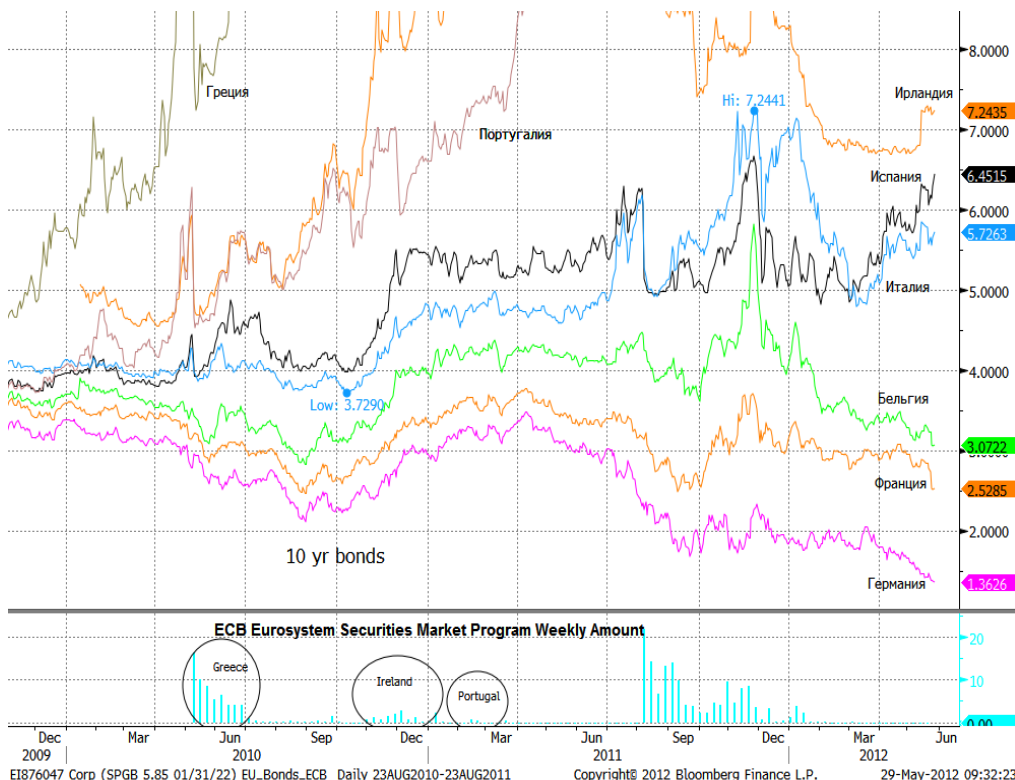 8.0000
Ирландия
Греция
Hi: 7.2441
7.2435
7.0000
Португалия
Испания
6.4515
6.0000
5.7263
Италия
5.0000
4.0000
Low: 3.7290
Бельгия
3.0722
Франция
2.5285
2.0000
10 yr bonds
Германия
1.3626
ECB Eurosystem Securities Market Program Weekly Amount
20
Greece
Ireland
Portugal
10
0.00
Dec Mar Jun Sep Dec Mar Jun Sep Dec Mar Jun
2009 2010 2011 2012
EI876047 Corp (SPGB 5.85 01/31/22) EU_Bonds_ECB Daily 23AUG2010-23AUG2011 Copyright© 2012 Bloomberg Finance L.P. 29-May-2012 09:32:23